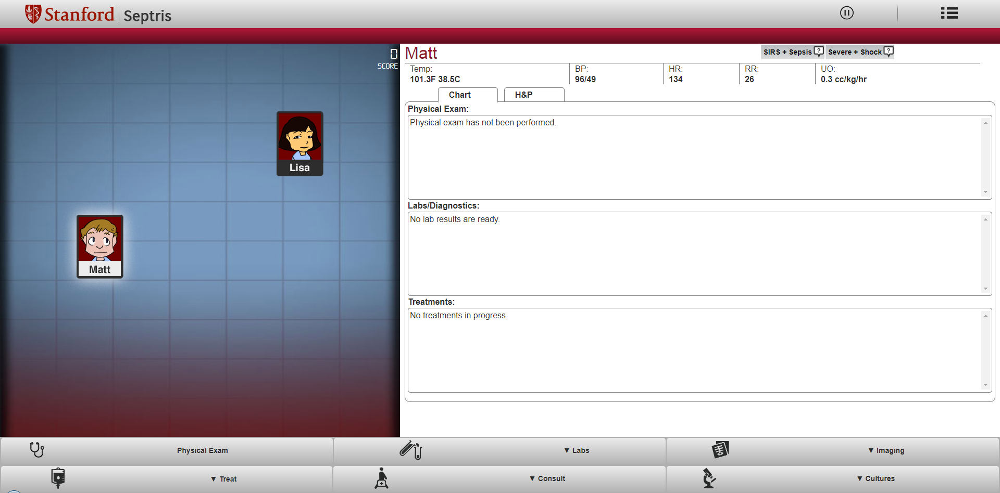 Stanford | Septris
0
SCORE
Lisa
Matt
Matt
SIRS + Sepsis ?
Severe + Shock ?
Temp:
101.3F 38.5C
BP:
96/49
HR:
134
RR:
26
UO:
0.3 cc/kg/hr
Chart
H&P
Physical Exam:
Physical exam has not been performed.
Labs/Diagnostics:
No lab results are ready.
Treatments:
No treatments in progress.
Physical Exam
▼ Labs
▼ Imaging
▼ Treat
▼ Consult
▼ Cultures